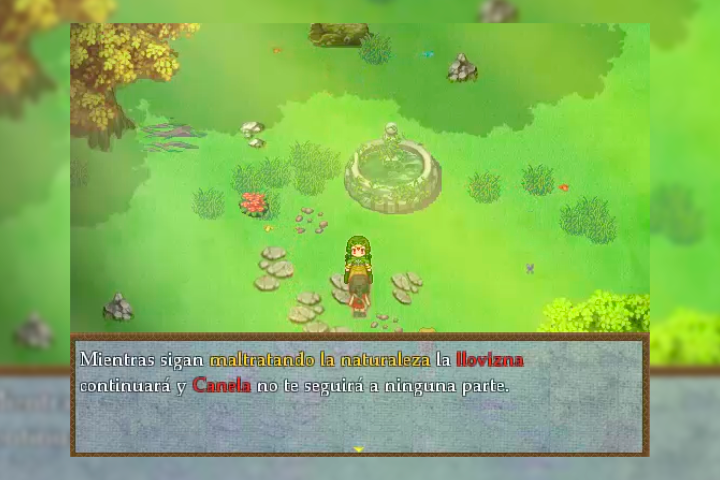 Mientras sigan maltratando la naturaleza la llovizna
continuará y Canela no te seguirá a ninguna parte.